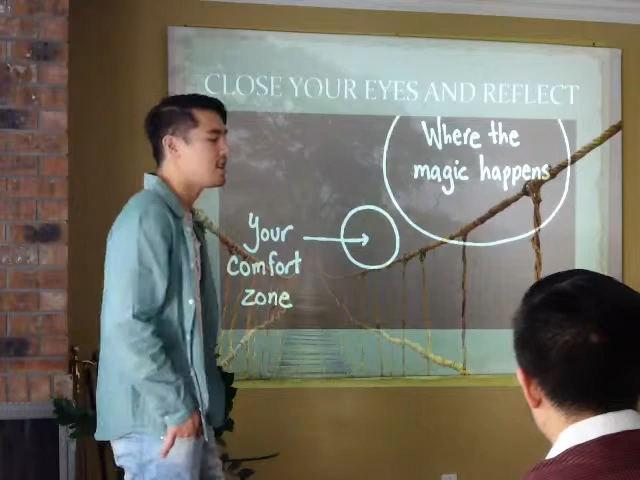 CLOSE YOUR EYES AND REFLECT
Where the
magic happens
Your
comfort
zone